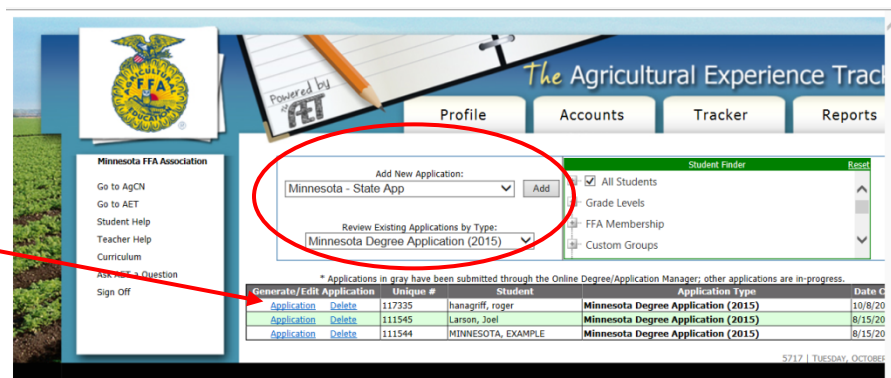 AGRICULTURAL
FFA
EDUCATION
Powered by
AET
The Agricultural Experience Trac
Profile Accounts Tracker Reports
Minnesota FFA Association
Go to AgCN
Go to AET
Student Help
Teacher Help
Curriculum
Ask AET a Question
Sign Off
Add New Application:
Minnesota - State App Add
Review Existing Applications by Type:
Minnesota Degree Application (2015)
Student Finder Reset
All Students
Grade Levels
FFA Membership
Custom Groups
* Applications in gray have been submitted through the Online Degree/Application Manager; other applications are in-progress.
Generate/Edit Application Unique # Student Application Type Date C
Application Delete 117335 hanagriff, roger Minnesota Degree Application (2015) 10/8/20
Application Delete 111545 Larson, Joel Minnesota Degree Application (2015) 8/15/20
Application Delete 111544 MINNESOTA, EXAMPLE Minnesota Degree Application (2015) 8/15/20
5717 | TUESDAY, OCTOBER